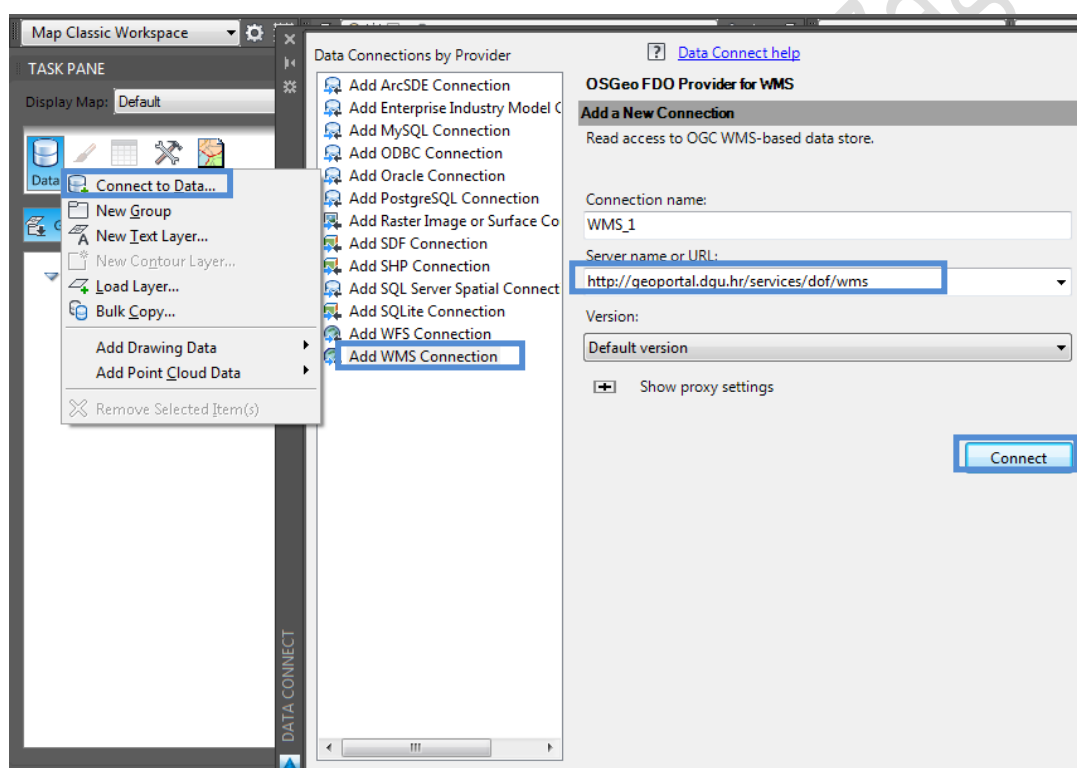 Map Classic Workspace
TASK PANE
Display Map: Default
Data
Connect to Data...
New Group
New Text Layer...
New Contour Layer...
Load Layer...
Bulk Copy...
Add Drawing Data
Add Point Cloud Data
Remove Selected Item(s)
DATA CONNECT
Data Connections by Provider
Add ArcSDE Connection
Add Enterprise Industry Model C
Add MySQL Connection
Add ODBC Connection
Add Oracle Connection
Add PostgreSQL Connection
Add Raster Image or Surface Co
Add SDF Connection
Add SHP Connection
Add SQL Server Spatial Connect
Add SQLite Connection
Add WFS Connection
Add WMS Connection
? Data Connect help
OSGeo FDO Provider for WMS
Add a New Connection
Read access to OGC WMS-based data store.
Connection name:
WMS_1
Server name or URL:
http://geoportal.dgu.hr/services/dof/wms
Version:
Default version
Show proxy settings
Connect